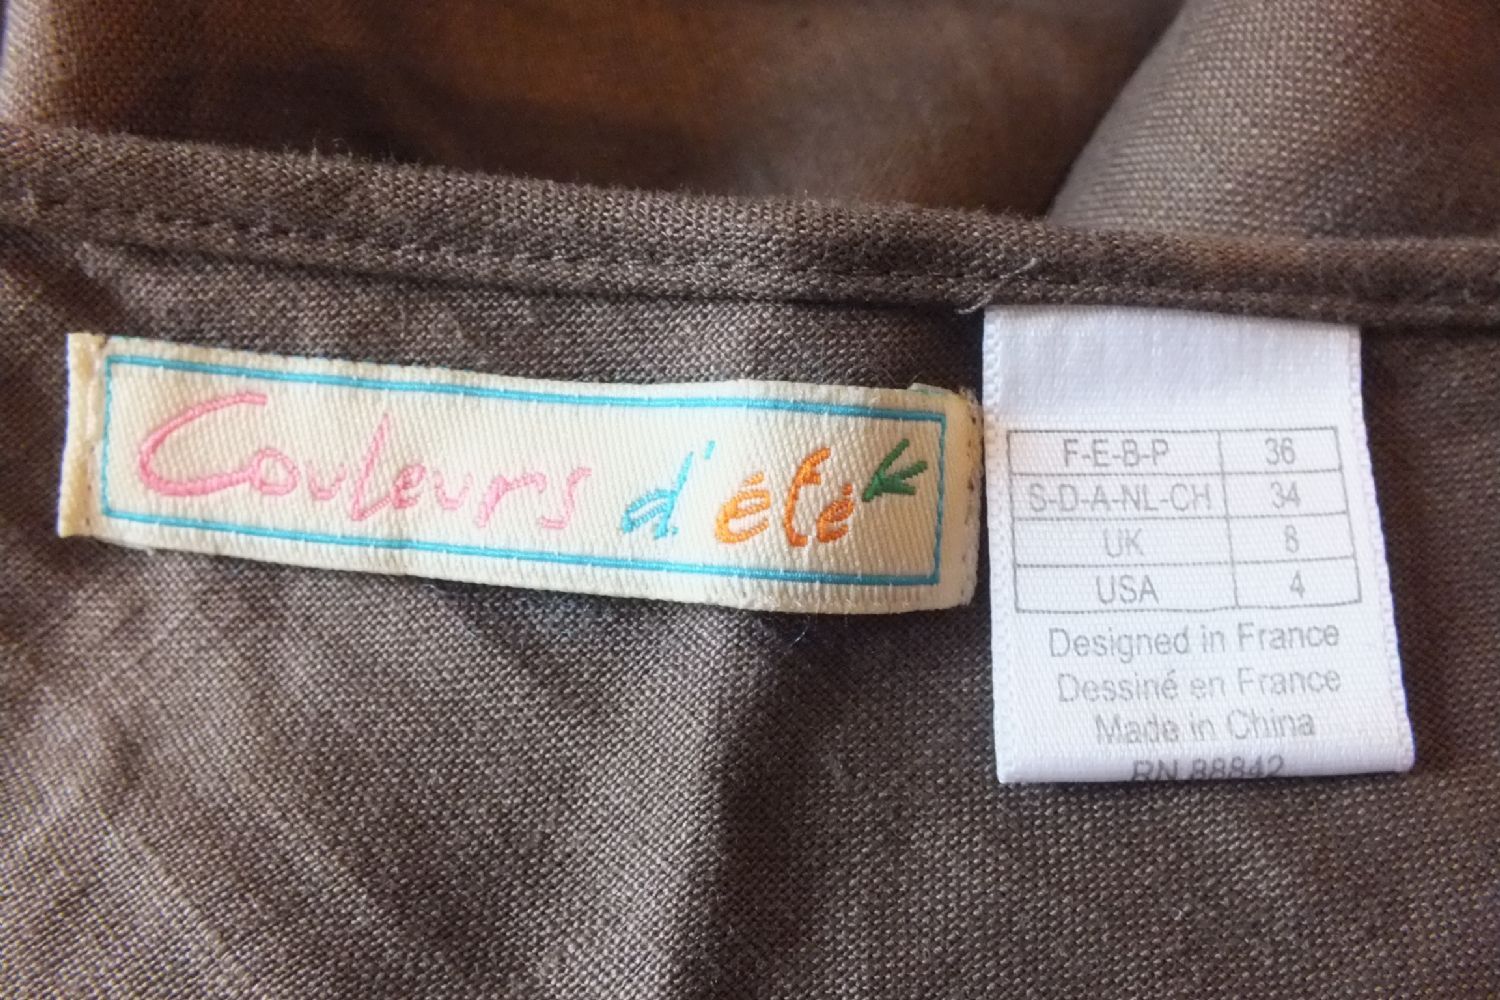 Couleurs d'été
F-E-B-P 36
S-D-A-NL-CH 34
UK 8
USA 4
Designed in France
Dessiné en France
Made in China
RN 88842